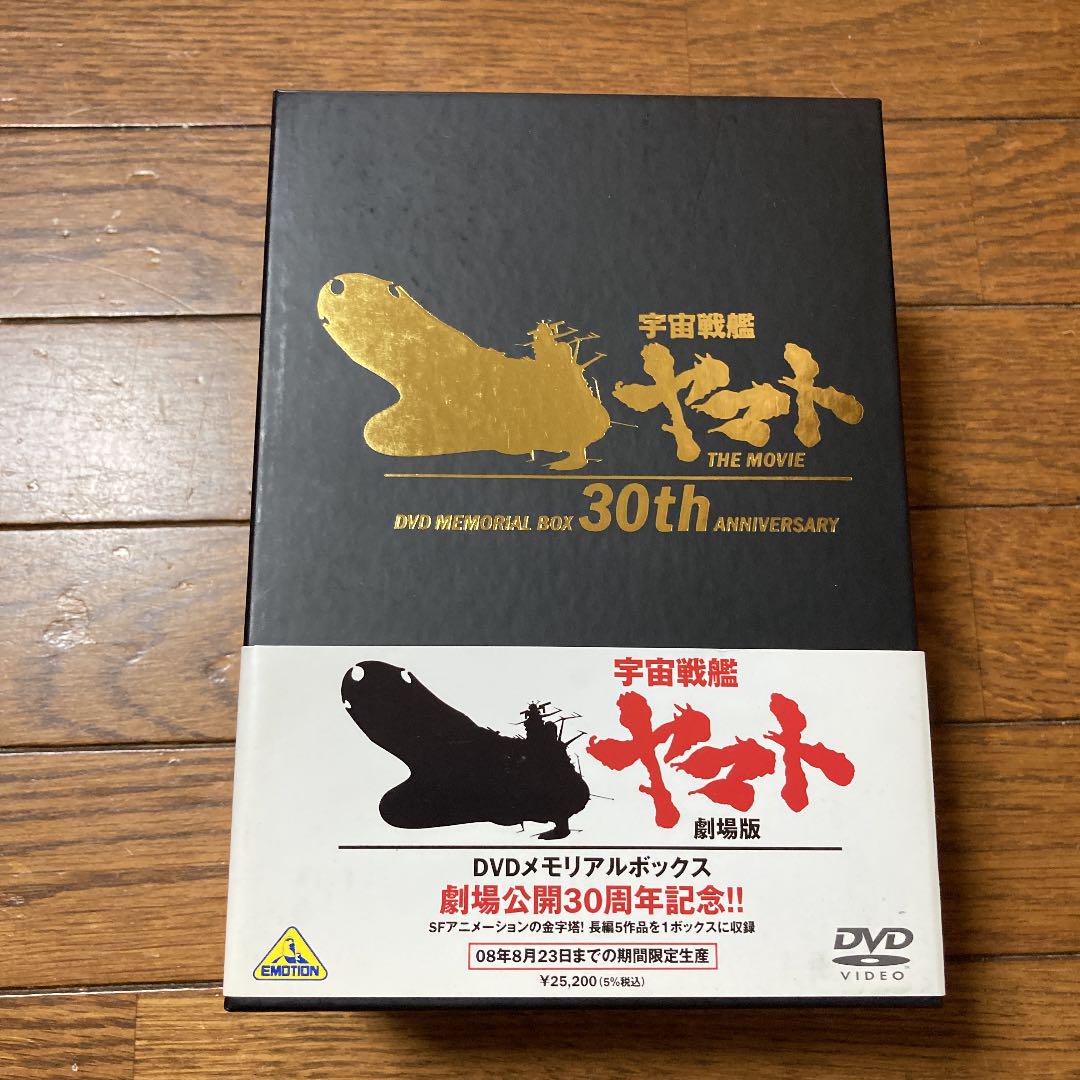 宇宙戦艦
ヤマト
THE MOVIE
DVD MEMORIAL BOX 30th ANNIVERSARY
宇宙戦艦
ヤマト
劇場版
DVDメモリアルボックス
劇場公開30周年記念!!
SFアニメーションの金字塔! 長編5作品を1ボックスに収録
08年8月23日までの期間限定生産
¥25,200(5%税込)
EMOTION
DVD
VIDEO